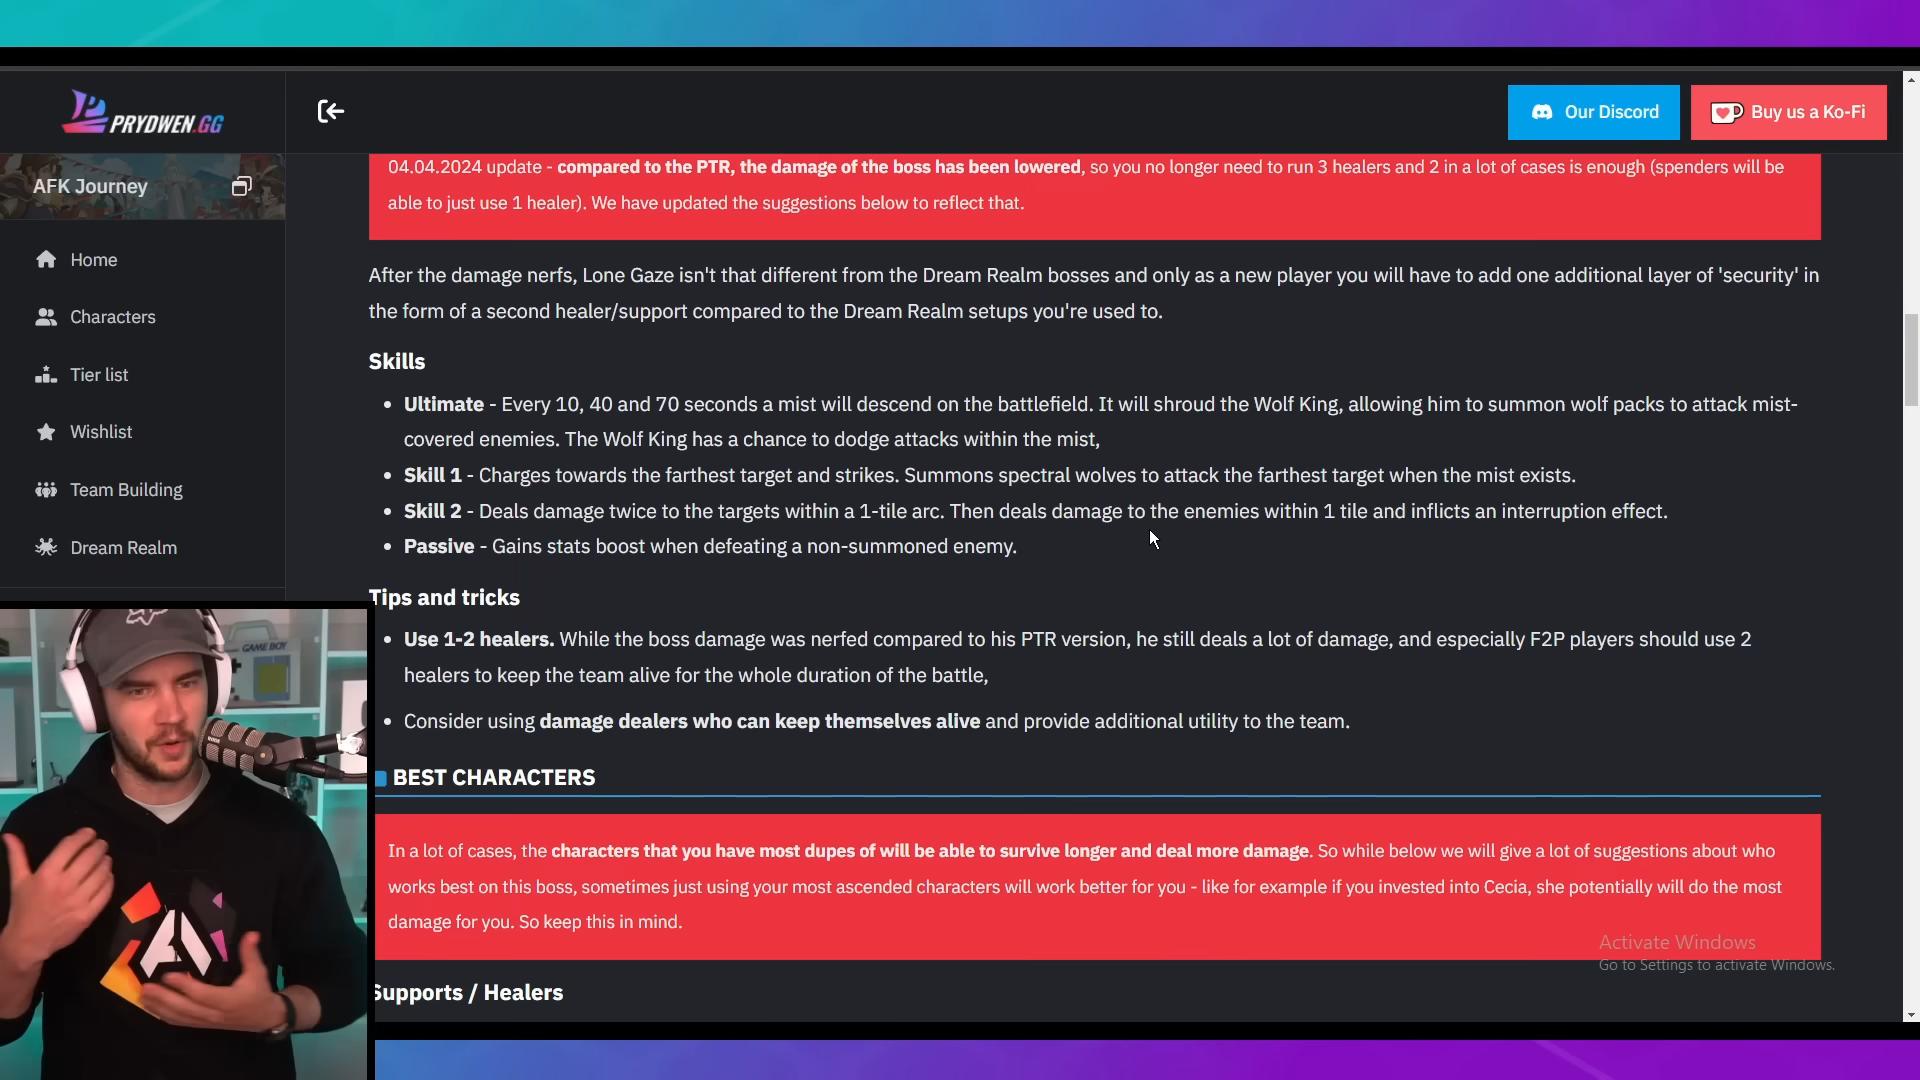 PRYDWEN.GG
Our Discord
Buy us a Ko-Fi
AFK Journey
Home
Characters
Tier list
Wishlist
Team Building
Dream Realm
04.04.2024 update - compared to the PTR, the damage of the boss has been lowered, so you no longer need to run 3 healers and 2 in a lot of cases is enough (spenders will be
able to just use 1 healer). We have updated the suggestions below to reflect that.
After the damage nerfs, Lone Gaze isn't that different from the Dream Realm bosses and only as a new player you will have to add one additional layer of 'security' in
the form of a second healer/support compared to the Dream Realm setups you're used to.
Skills
• Ultimate - Every 10, 40 and 70 seconds a mist will descend on the battlefield. It will shroud the Wolf King, allowing him to summon wolf packs to attack mist-
covered enemies. The Wolf King has a chance to dodge attacks within the mist,
• Skill 1 - Charges towards the farthest target and strikes. Summons spectral wolves to attack the farthest target when the mist exists.
• Skill 2 - Deals damage twice to the targets within a 1-tile arc. Then deals damage to the enemies within 1 tile and inflicts an interruption effect.
• Passive - Gains stats boost when defeating a non-summoned enemy.
Tips and tricks
• Use 1-2 healers. While the boss damage was nerfed compared to his PTR version, he still deals a lot of damage, and especially F2P players should use 2
healers to keep the team alive for the whole duration of the battle,
• Consider using damage dealers who can keep themselves alive and provide additional utility to the team.
BEST CHARACTERS
In a lot of cases, the characters that you have most dupes of will be able to survive longer and deal more damage. So while below we will give a lot of suggestions about who
works best on this boss, sometimes just using your most ascended characters will work better for you - like for example if you invested into Cecia, she potentially will do the most
damage for you. So keep this in mind.
Supports / Healers
Activate Windows
Go to Settings to activate Windows.
GAME BOY